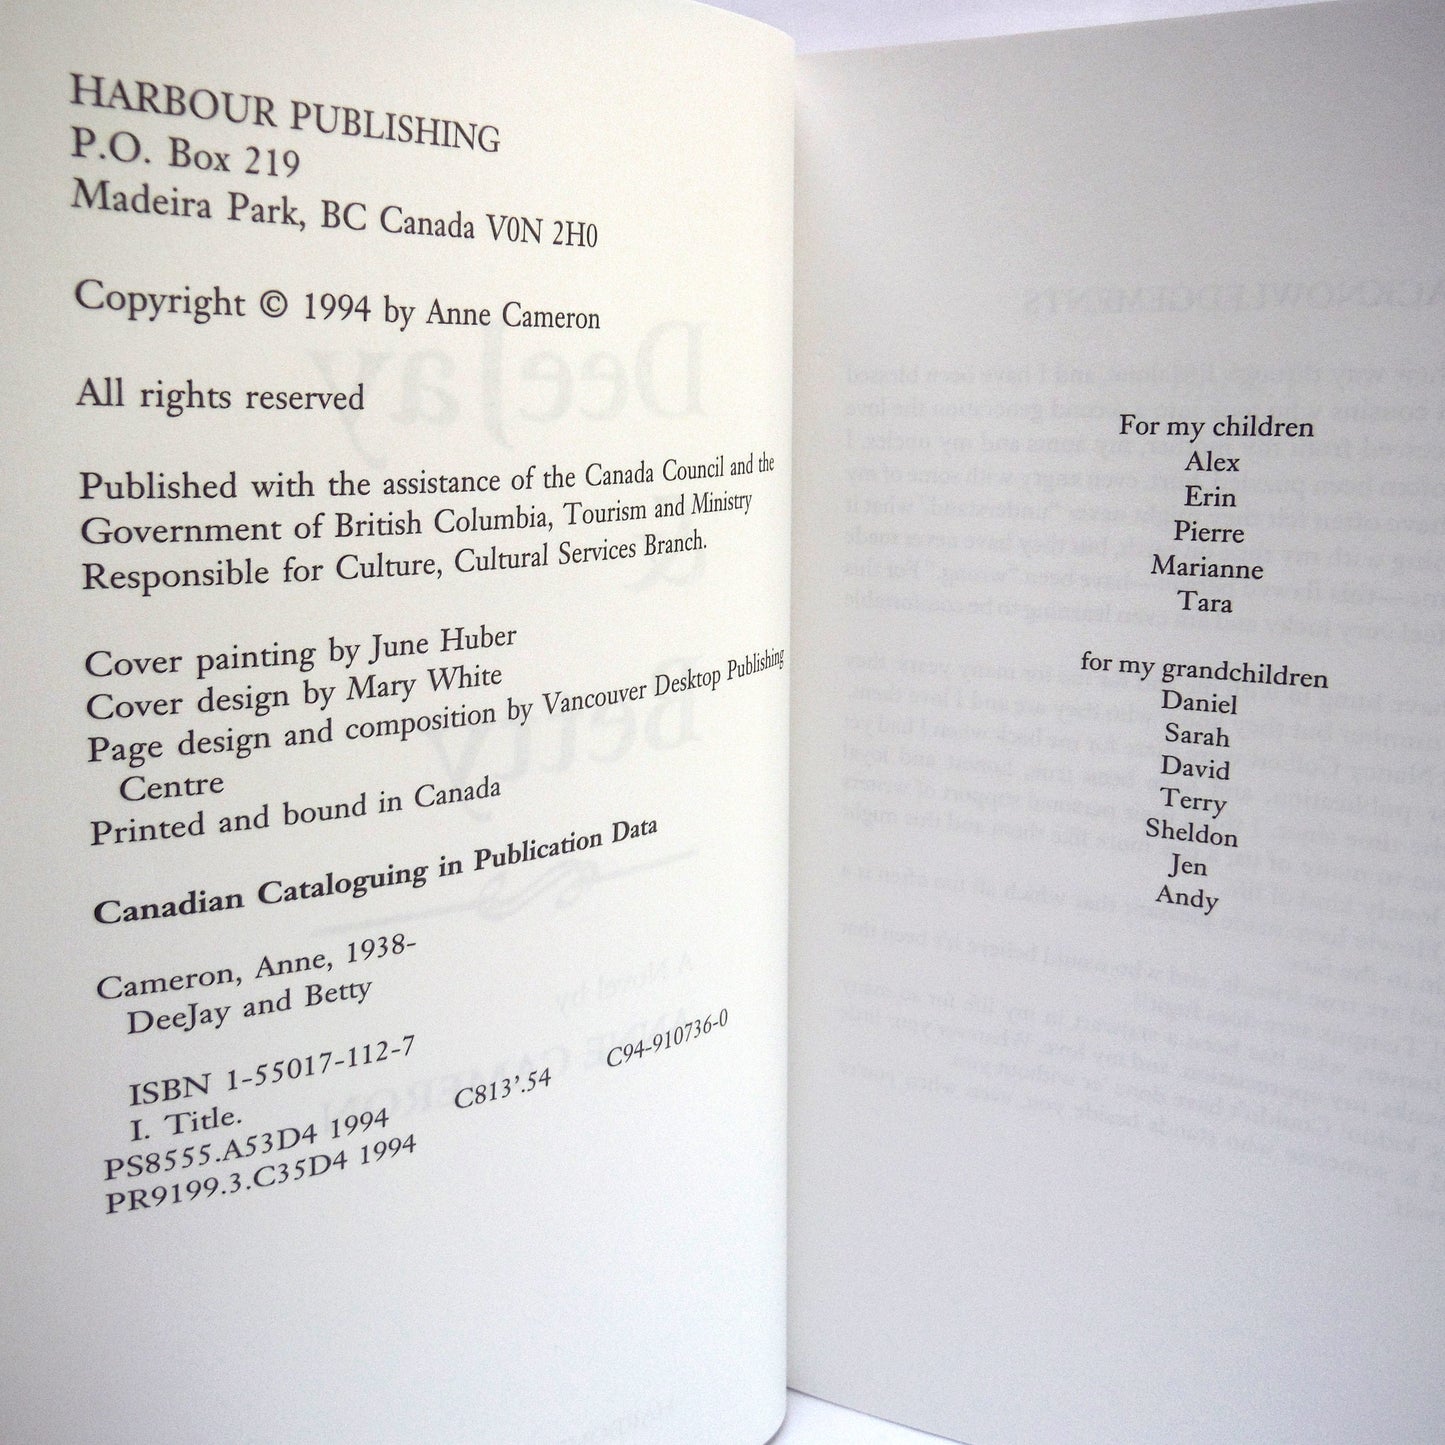 HARBOUR PUBLISHING
P.O. Box 219
Madeira Park, BC Canada V0N 2H0
Copyright © 1994 by Anne Cameron
All rights reserved
Published with the assistance of the Canada Council and the
Government of British Columbia, Tourism and Ministry
Responsible for Culture, Cultural Services Branch.
Cover painting by June Huber
Cover design by Mary White
Page design and composition by Vancouver Desktop Publishing
Centre
Printed and bound in Canada
Canadian Cataloguing in Publication Data
Cameron, Anne, 1938-
DeeJay and Betty
ISBN 1-55017-112-7
I. Title.
PS8555.A53D4 1994 C813'.54 C94-910736-0
PR9199.3.C35D4 1994
For my children
Alex
Erin
Pierre
Marianne
Tara
for my grandchildren
Daniel
Sarah
David
Terry
Sheldon
Jen
Andy